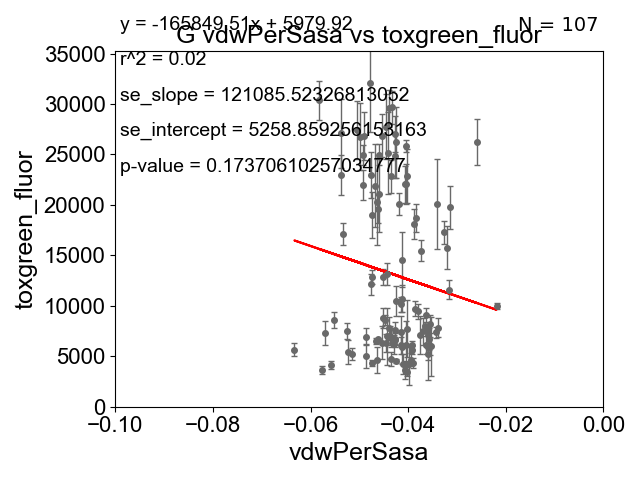 y = -165849.51x + 5979.92
N = 107
G vdwPerSasa vs toxgreen_fluor
r^2 = 0.02
se_slope = 121085.52326813052
se_intercept = 5258.859256153163
p-value = 0.17370610257034777
toxgreen_fluor
35000
30000
25000
20000
15000
10000
5000
0
−0.10
−0.08
−0.06
−0.04
−0.02
0.00
vdwPerSasa